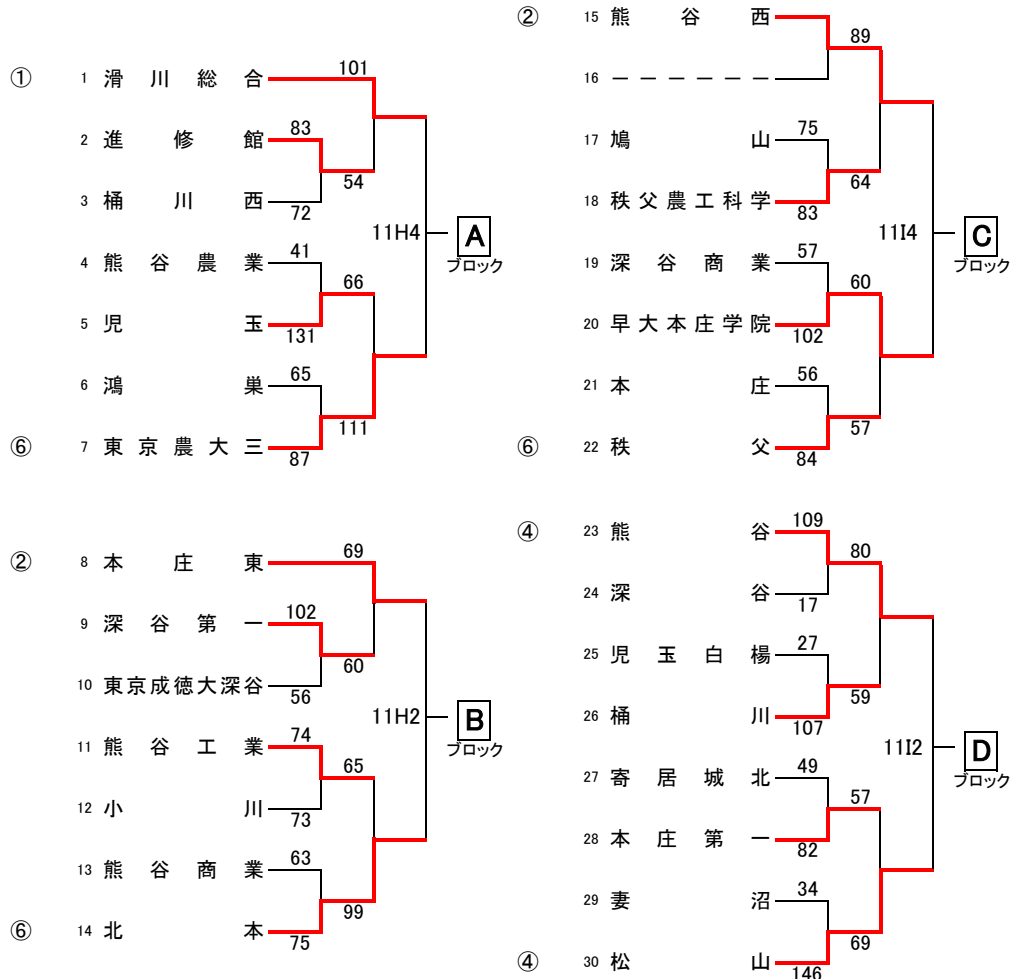 ① 1 滑川総合 101
2 進修館 83
54
3 桶川西 72
11H4 A
ブロック
4 熊谷農業 41
66
5 児玉 131
6 鴻巣 65
111
⑥ 7 東京農大三 87
② 8 本庄東 69
9 深谷第一 102
60
10 東京成徳大深谷 56
11H2 B
ブロック
11 熊谷工業 74
65
12 小川 73
13 熊谷商業 63
99
⑥ 14 北本 75
② 15 熊谷西
89
16 ーーーーーー
17 鳩山 75
64
18 秩父農工科学 83
11I4 C
ブロック
19 深谷商業 57
60
20 早大本庄学院 102
21 本庄 56
57
⑥ 22 秩父 84
④ 23 熊谷 109
80
24 深谷 17
25 児玉白楊 27
59
26 桶川 107
11I2 D
ブロック
27 寄居城北 49
57
28 本庄第一 82
29 妻沼 34
69
④ 30 松山 146